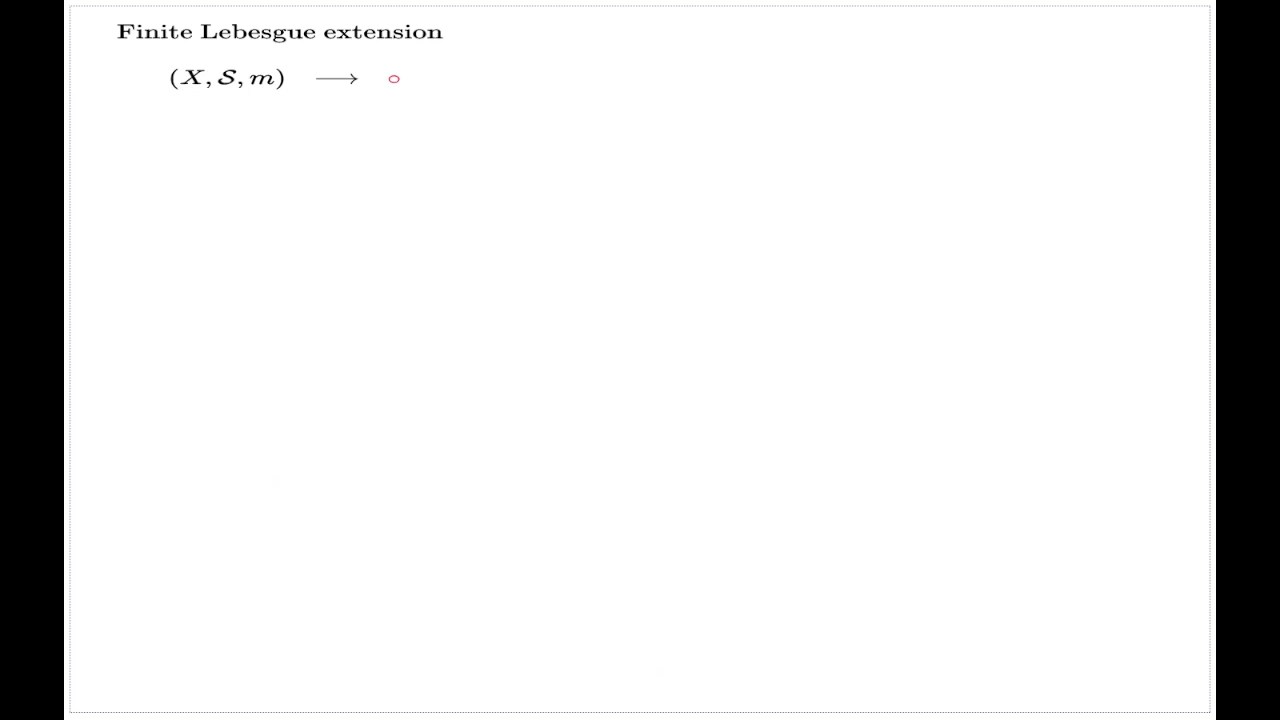 Finite Lebesgue extension
(X, 𝒮, m) ⟶ ∘